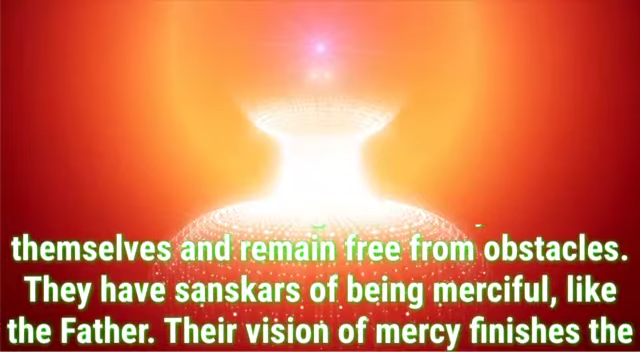 themselves and remain free from obstacles.
They have sanskars of being merciful, like
the Father. Their vision of mercy finishes the